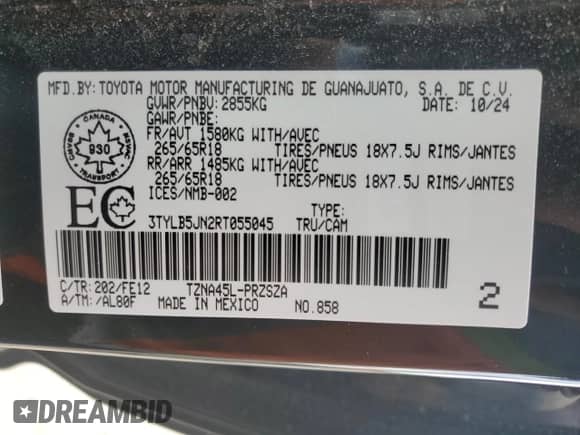 MFD.BY:TOYOTA MOTOR MANUFACTURING DE GUANAJUATO, S.A. DE C.V.
GVWR/PNBV:2855KG DATE: 10/24
GAWR/PNBE:
FR/AVT 1580KG WITH/AVEC
265/65R18 TIRES/PNEUS 18X7.5J RIMS/JANTES
RR/ARR 1485KG WITH/AVEC
265/65R18 TIRES/PNEUS 18X7.5J RIMS/JANTES
ICES/NMB-002
CANADA
930
TRANSPORT
EC
3TYLB5JN2RT055045 TYPE: TRU/CAM
C/TR:202/FE12 TZNA45L-PRZSZA
A/TM: /AL80F MADE IN MEXICO NO.858
2
DREAMBID